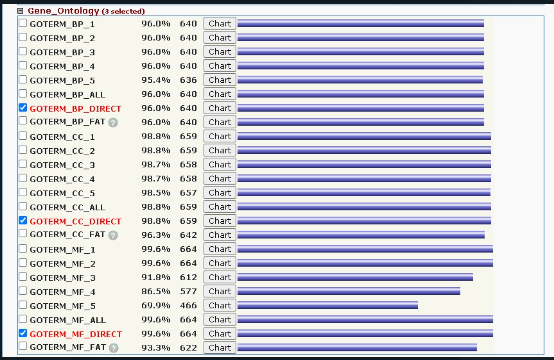 Gene_Ontology (3 selected)
GOTERM_BP_1 96.0% 640 Chart
GOTERM_BP_2 96.0% 640 Chart
GOTERM_BP_3 96.0% 640 Chart
GOTERM_BP_4 96.0% 640 Chart
GOTERM_BP_5 95.4% 636 Chart
GOTERM_BP_ALL 96.0% 640 Chart
GOTERM_BP_DIRECT 96.0% 640 Chart
GOTERM_BP_FAT ? 96.0% 640 Chart
GOTERM_CC_1 98.8% 659 Chart
GOTERM_CC_2 98.8% 659 Chart
GOTERM_CC_3 98.7% 658 Chart
GOTERM_CC_4 98.7% 658 Chart
GOTERM_CC_5 98.5% 657 Chart
GOTERM_CC_ALL 98.8% 659 Chart
GOTERM_CC_DIRECT 98.8% 659 Chart
GOTERM_CC_FAT ? 96.3% 642 Chart
GOTERM_MF_1 99.6% 664 Chart
GOTERM_MF_2 99.6% 664 Chart
GOTERM_MF_3 91.8% 612 Chart
GOTERM_MF_4 86.5% 577 Chart
GOTERM_MF_5 69.9% 466 Chart
GOTERM_MF_ALL 99.6% 664 Chart
GOTERM_MF_DIRECT 99.6% 664 Chart
GOTERM_MF_FAT ? 93.3% 622 Chart